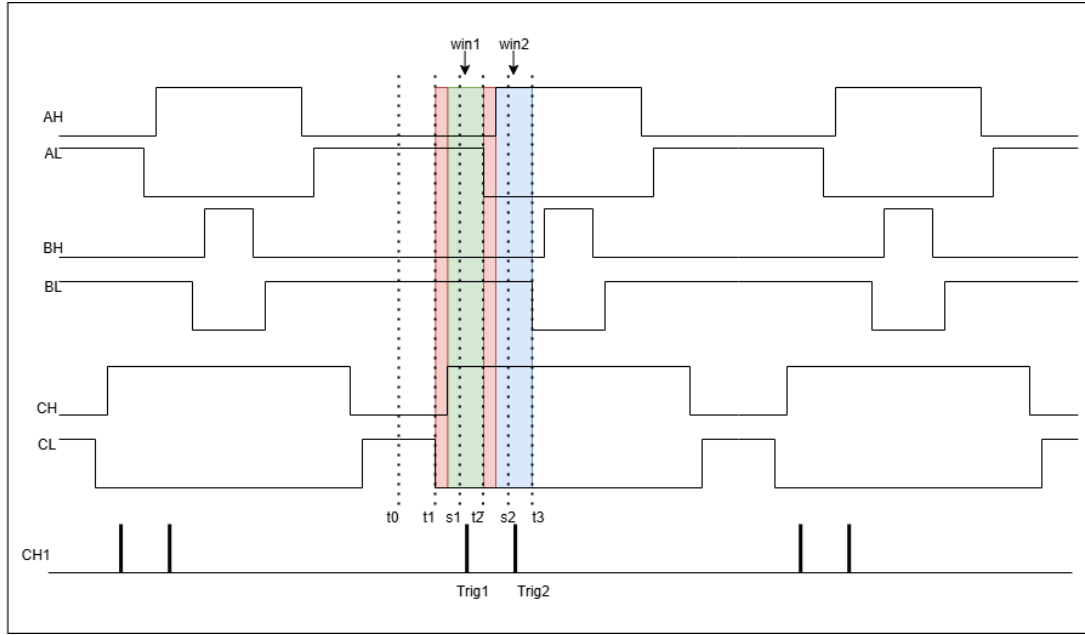 win1 win2
AH
AL
BH
BL
CH
CL
t0 t1 s1 t2 s2 t3
CH1
Trig1 Trig2